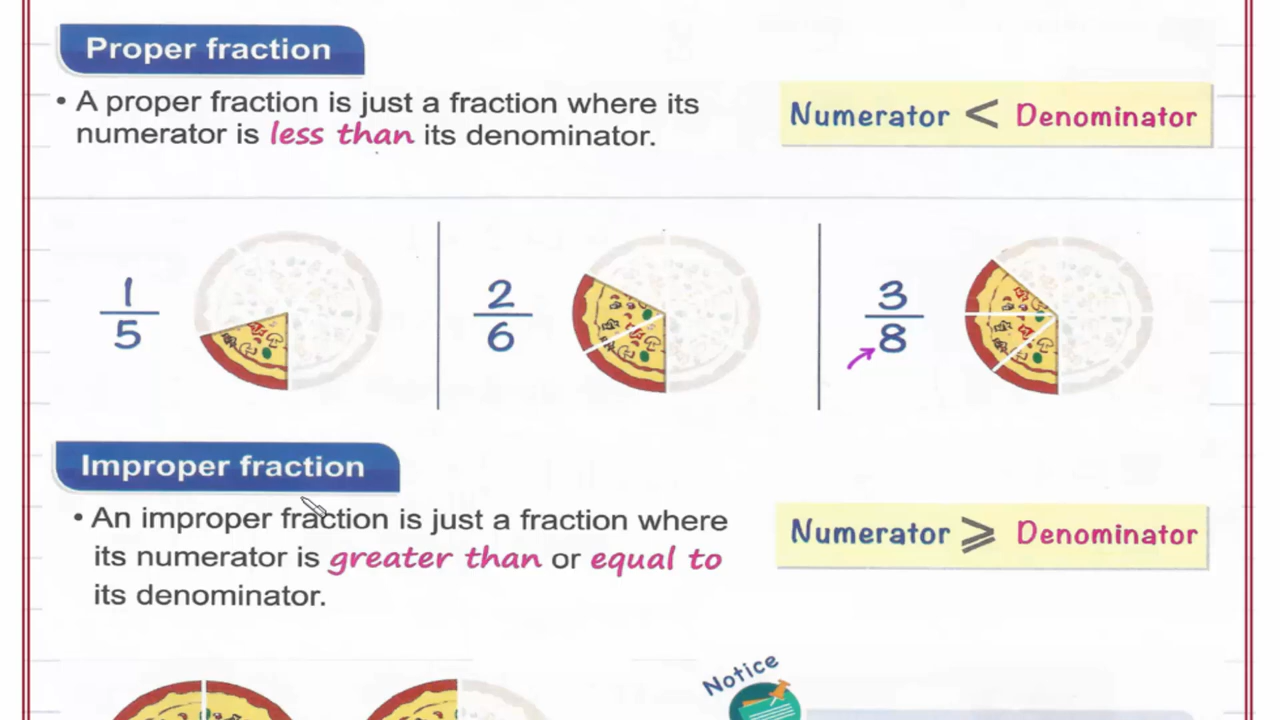 Proper fraction
• A proper fraction is just a fraction where its
numerator is less than its denominator.
Numerator < Denominator
1/5
2/6
3/8
Improper fraction
• An improper fraction is just a fraction where
its numerator is greater than or equal to
its denominator.
Numerator ⩾ Denominator
Notice